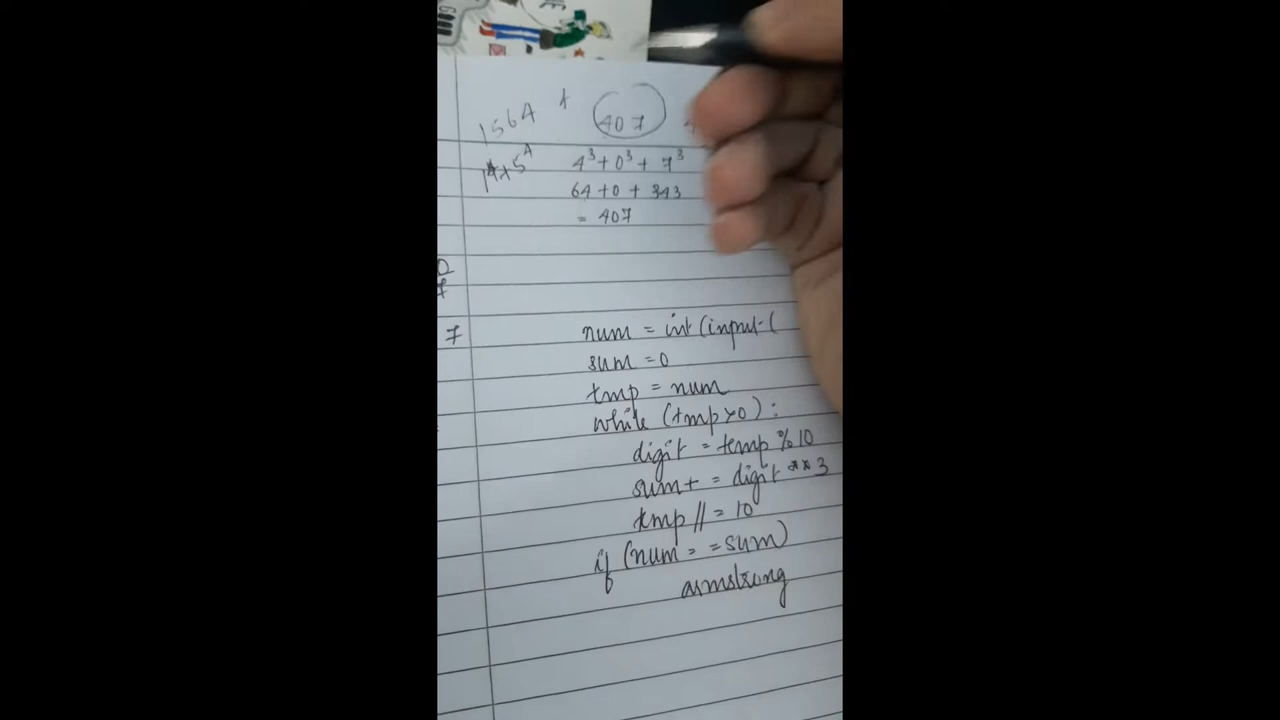 1564
407
4³+0³+ 7³
64+0 + 343
= 407
7
num = int (input (
sum =0
tmp = num
while (tmp>0) :
digit = temp %10
sum+ = digit **3
tmp // = 10
if (num = =sum)
armstrong